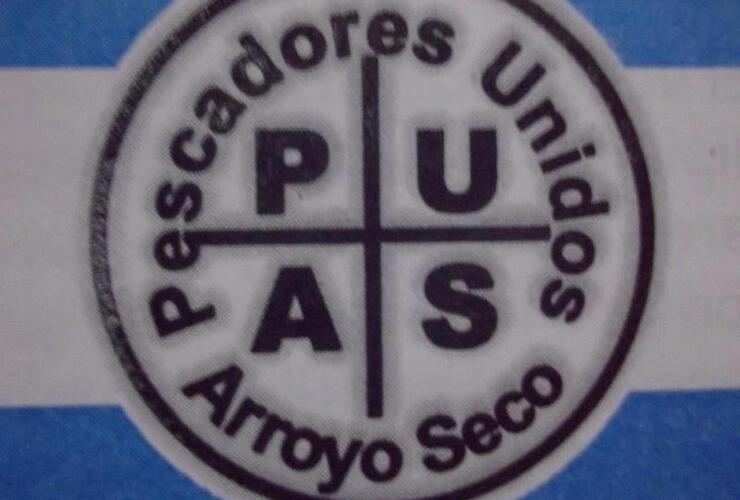 Pescadores Unidos
P U
A S
Arroyo Seco